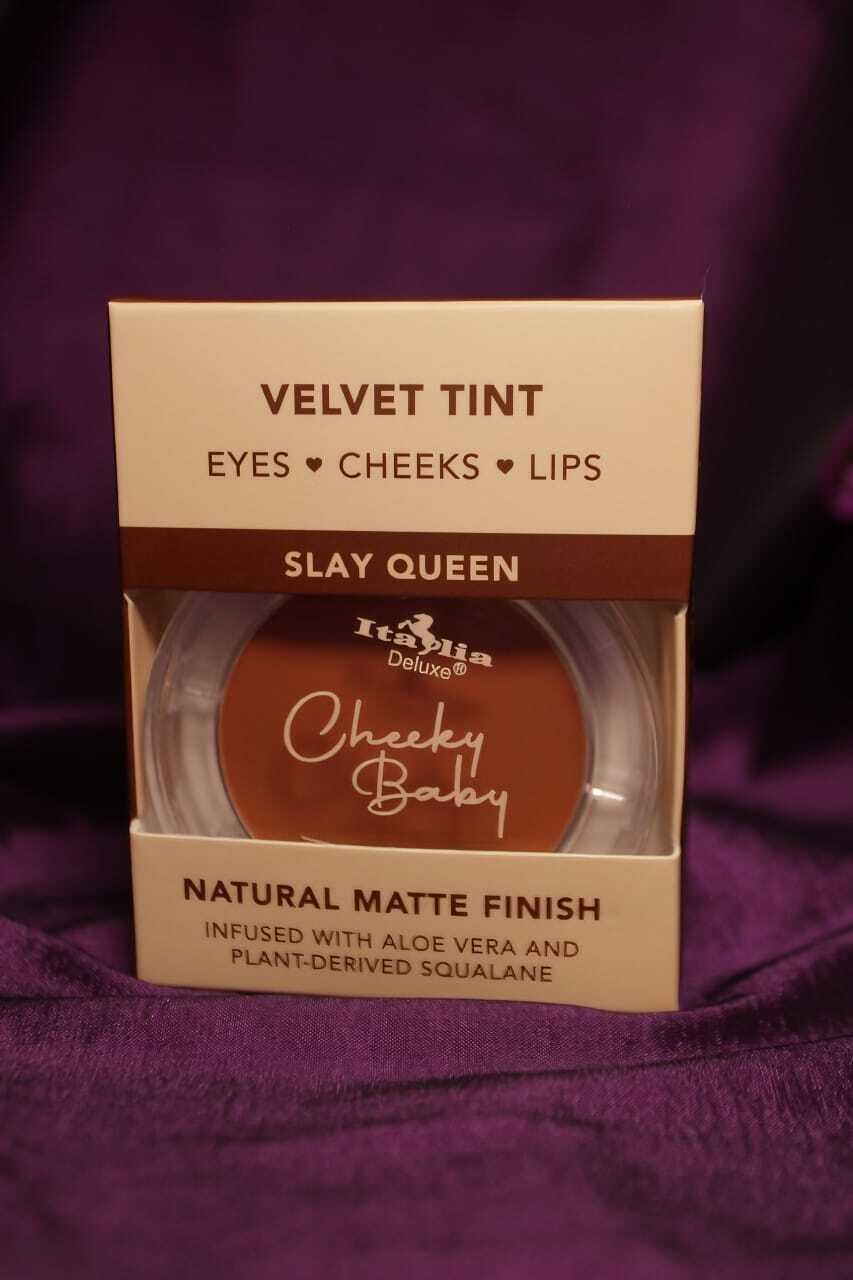 VELVET TINT
EYES ♥ CHEEKS ♥ LIPS
SLAY QUEEN
Italia
Deluxe®
Cheeky
Baby
NATURAL MATTE FINISH
INFUSED WITH ALOE VERA AND
PLANT-DERIVED SQUALANE